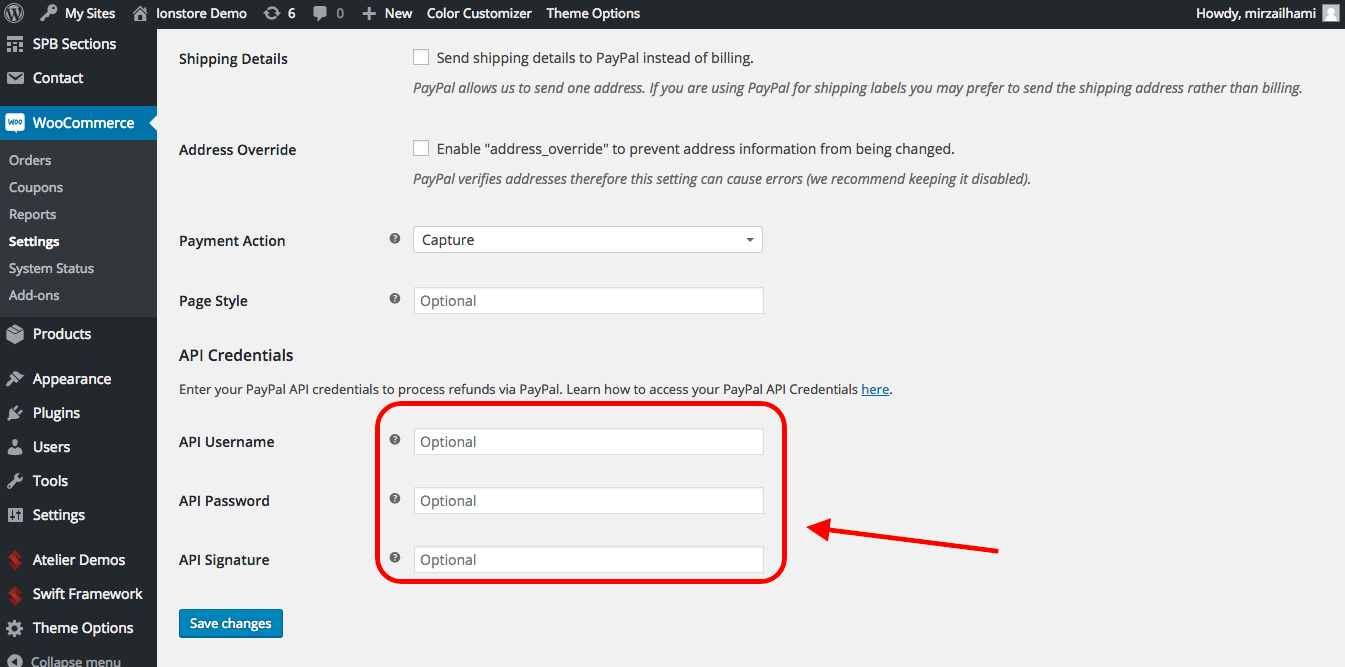 My Sites Ionstore Demo 6 0 New Color Customizer Theme Options Howdy, mirzailhami
SPB Sections
Contact
WOO WooCommerce
Orders
Coupons
Reports
Settings
System Status
Add-ons
Products
Appearance
Plugins
Users
Tools
Settings
Atelier Demos
Swift Framework
Theme Options
Collapse menu
Shipping Details
Send shipping details to PayPal instead of billing.
PayPal allows us to send one address. If you are using PayPal for shipping labels you may prefer to send the shipping address rather than billing.
Address Override
Enable "address_override" to prevent address information from being changed.
PayPal verifies addresses therefore this setting can cause errors (we recommend keeping it disabled).
Payment Action ? Capture
Page Style ? Optional
API Credentials
Enter your PayPal API credentials to process refunds via PayPal. Learn how to access your PayPal API Credentials here.
API Username ? Optional
API Password ? Optional
API Signature ? Optional
Save changes